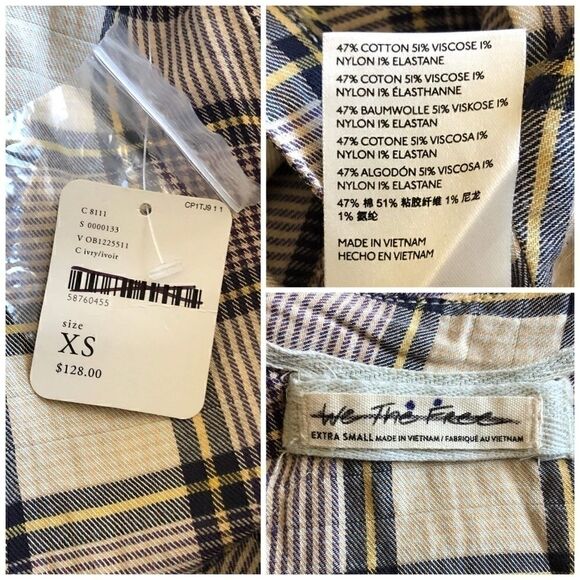 CP1TJ9 1 1
C 8111
S 0000133
V OB1225511
C ivry/ivoir
58760455
size
XS
$128.00
47% COTTON 51% VISCOSE 1%
NYLON 1% ELASTANE
47% COTON 51% VISCOSE 1%
NYLON 1% ÉLASTHANNE
47% BAUMWOLLE 51% VISKOSE 1%
NYLON 1% ELASTAN
47% COTONE 51% VISCOSA 1%
NYLON 1% ELASTAN
47% ALGODÓN 51% VISCOSA 1%
NYLON 1% ELASTAN
47% 棉 51% 粘胶纤维 1% 尼龙
1% 氨纶
MADE IN VIETNAM
HECHO EN VIETNAM
We The Free
EXTRA SMALL MADE IN VIETNAM / FABRIQUÉ AU VIETNAM